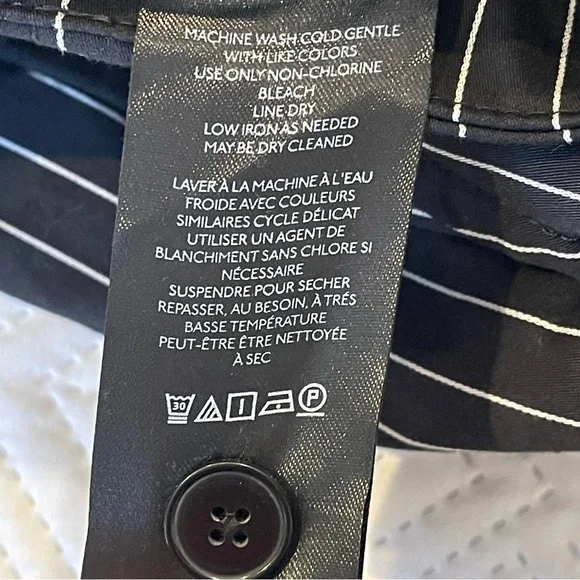 MACHINE WASH COLD GENTLE
WITH LIKE COLORS
USE ONLY NON-CHLORINE
BLEACH
LINE DRY
LOW IRON AS NEEDED
MAY BE DRY CLEANED
LAVER À LA MACHINE À L'EAU
FROIDE AVEC COULEURS
SIMILAIRES CYCLE DÉLICAT
UTILISER UN AGENT DE
BLANCHIMENT SANS CHLORE SI
NÉCESSAIRE
SUSPENDRE POUR SECHER
REPASSER, AU BESOIN, À TRÉS
BASSE TEMPÉRATURE
PEUT-ÊTRE ÊTRE NETTOYÉE
À SEC
30 P